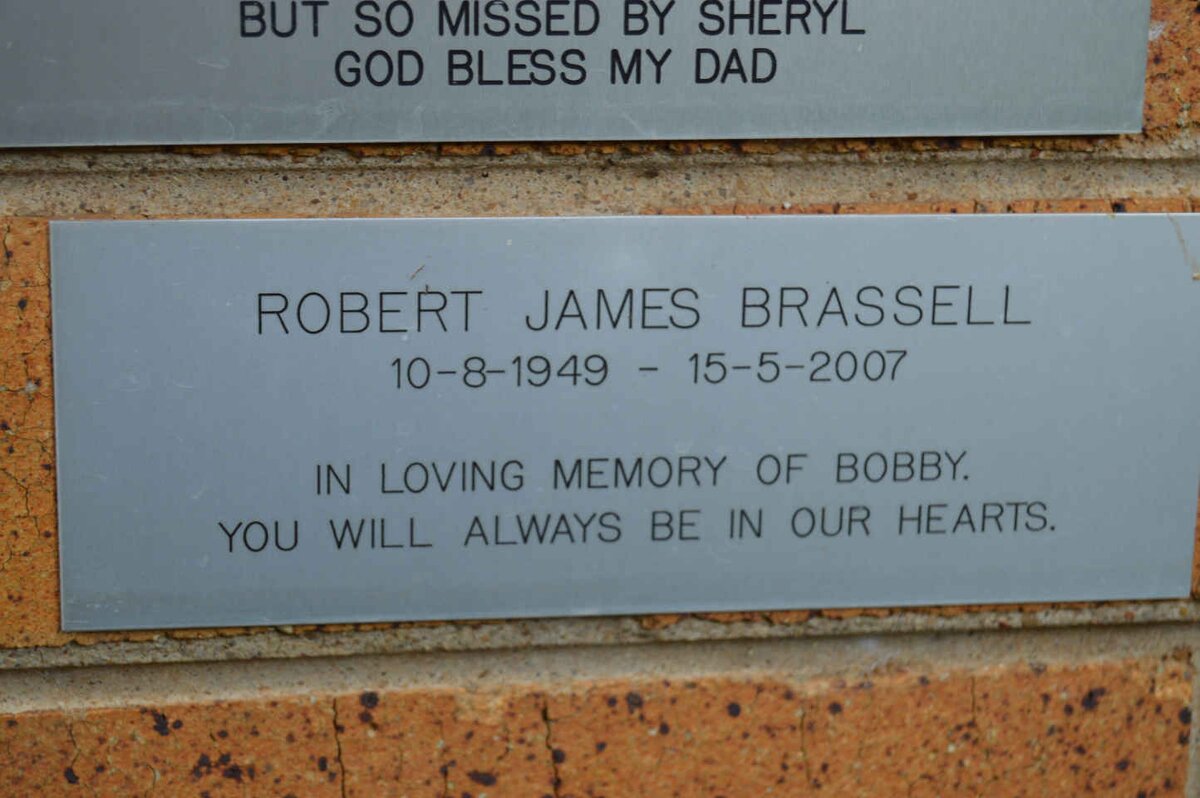 BUT SO MISSED BY SHERYL
GOD BLESS MY DAD
ROBERT JAMES BRASSELL
10-8-1949 - 15-5-2007
IN LOVING MEMORY OF BOBBY.
YOU WILL ALWAYS BE IN OUR HEARTS.